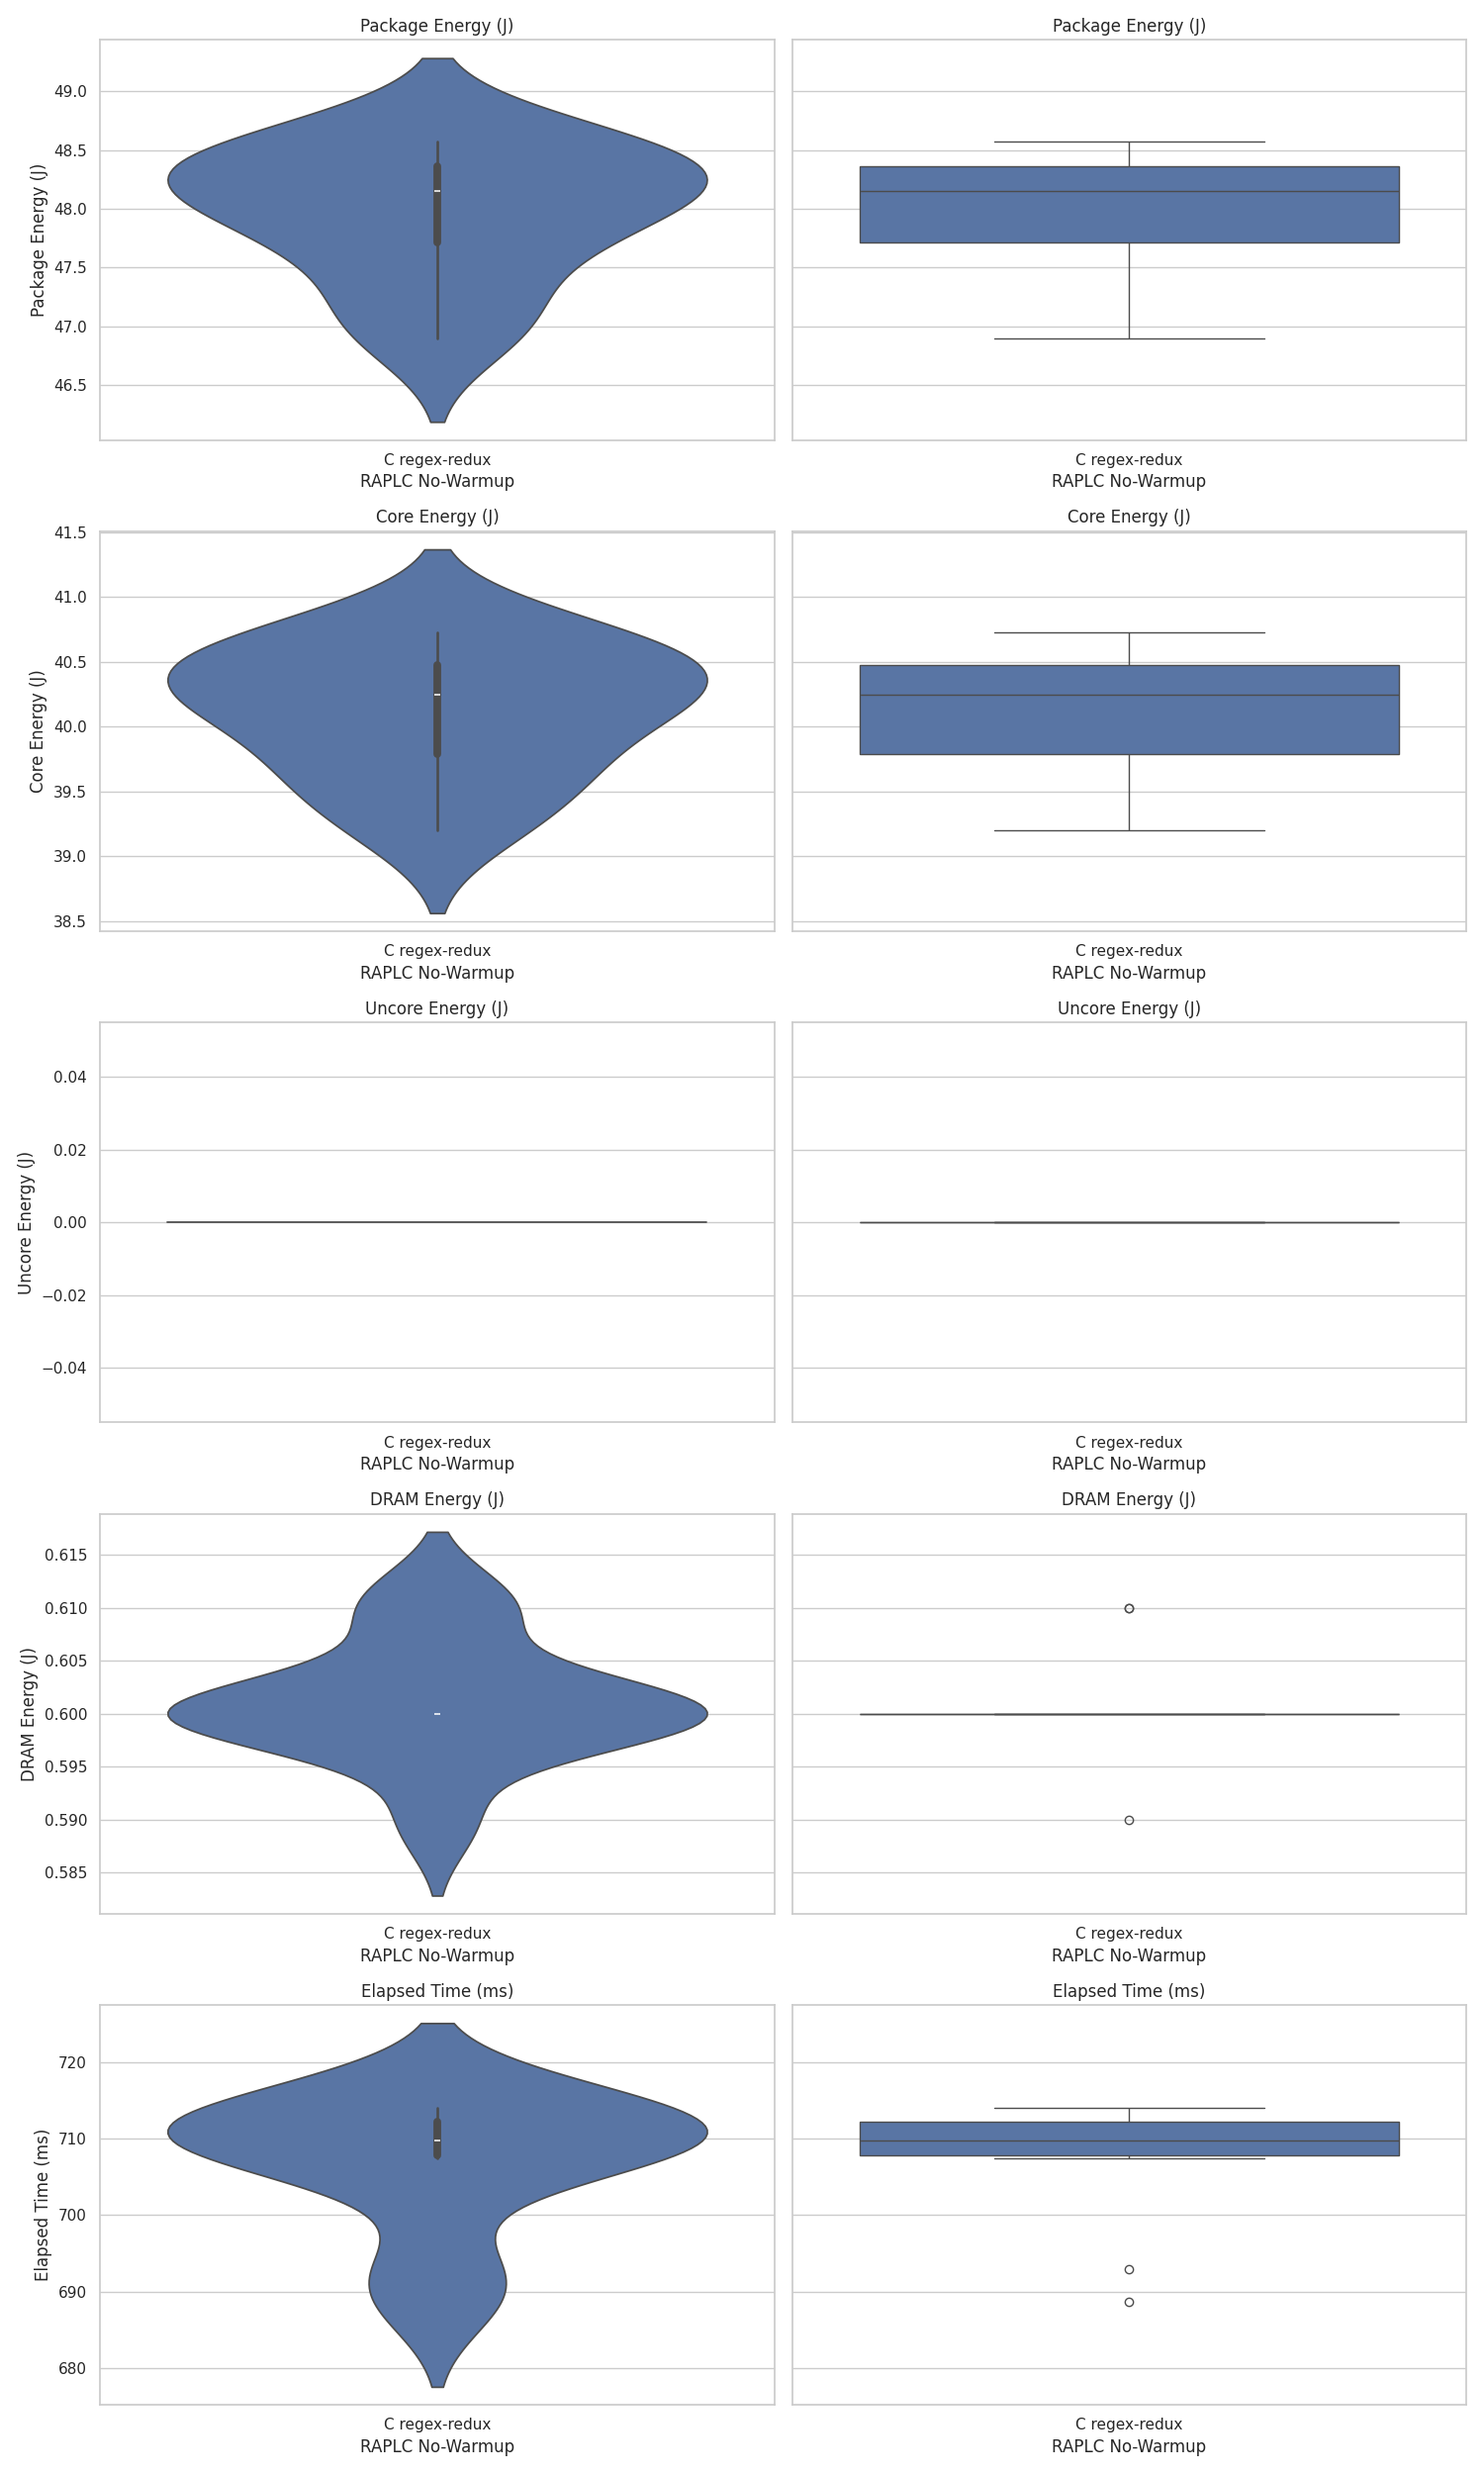 Package Energy (J)
Package Energy (J)
Package Energy (J)
49.0
48.5
48.0
47.5
47.0
46.5
C regex-redux
RAPLC No-Warmup
C regex-redux
RAPLC No-Warmup
Core Energy (J)
Core Energy (J)
Core Energy (J)
41.5
41.0
40.5
40.0
39.5
39.0
38.5
C regex-redux
RAPLC No-Warmup
C regex-redux
RAPLC No-Warmup
Uncore Energy (J)
Uncore Energy (J)
Uncore Energy (J)
0.04
0.02
0.00
−0.02
−0.04
C regex-redux
RAPLC No-Warmup
C regex-redux
RAPLC No-Warmup
DRAM Energy (J)
DRAM Energy (J)
DRAM Energy (J)
0.615
0.610
0.605
0.600
0.595
0.590
0.585
C regex-redux
RAPLC No-Warmup
C regex-redux
RAPLC No-Warmup
Elapsed Time (ms)
Elapsed Time (ms)
Elapsed Time (ms)
720
710
700
690
680
C regex-redux
RAPLC No-Warmup
C regex-redux
RAPLC No-Warmup